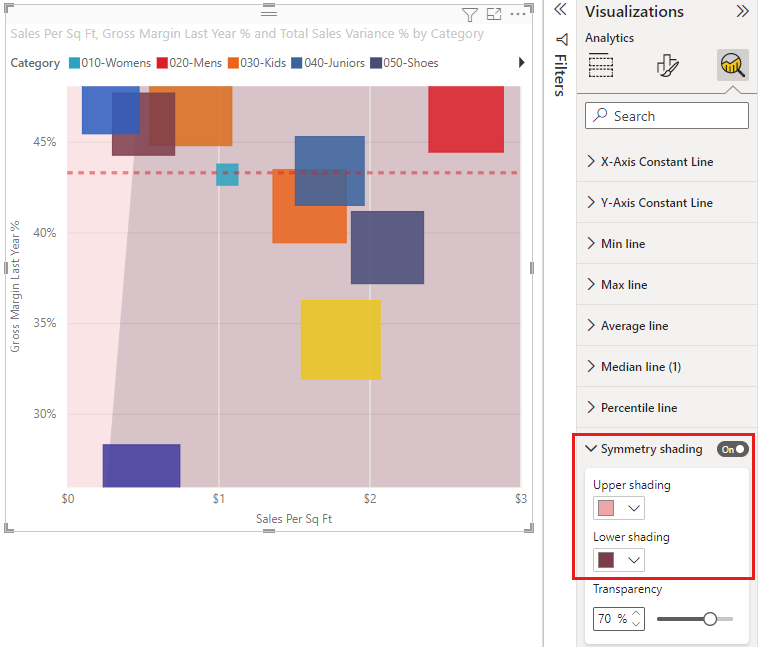 Sales Per Sq Ft, Gross Margin Last Year % and Total Sales Variance % by Category
Category 010-Womens 020-Mens 030-Kids 040-Juniors 050-Shoes
45%
40%
35%
30%
Gross Margin Last Year %
$0 $1 $2 $3
Sales Per Sq Ft
Filters
Visualizations
Analytics
Search
X-Axis Constant Line
Y-Axis Constant Line
Min line
Max line
Average line
Median line (1)
Percentile line
Symmetry shading On
Upper shading
Lower shading
Transparency
70 %